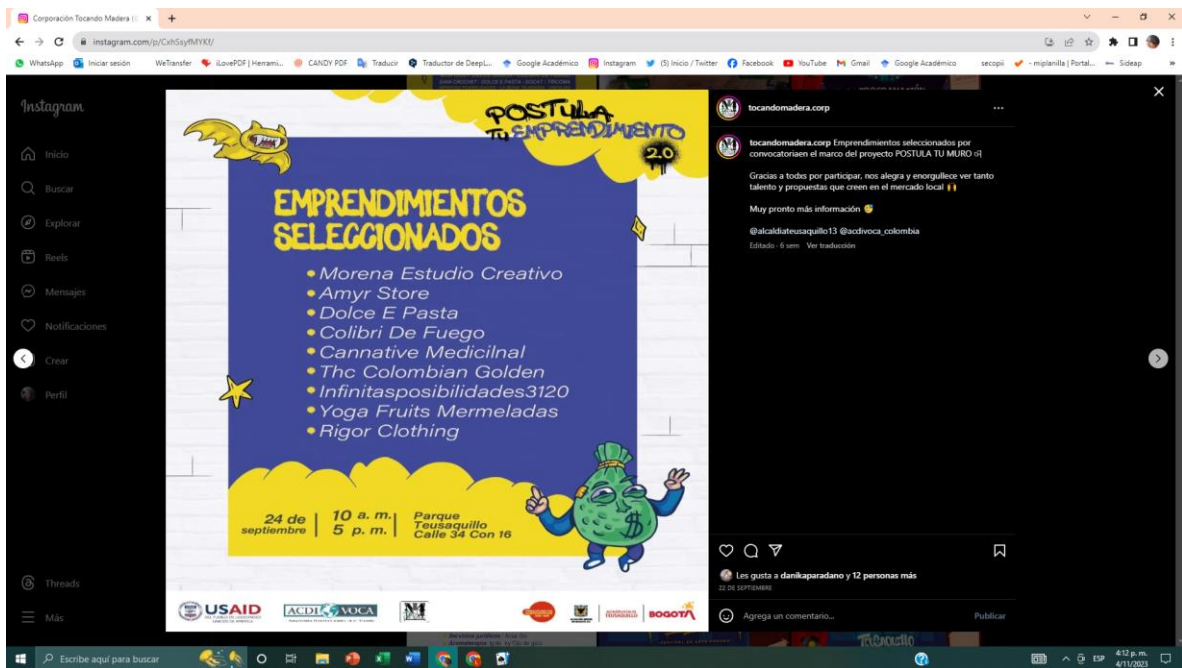 Corporación Tocando Madera (@
instagram.com/p/CxhSsyfMYKf/
WhatsApp
Iniciar sesión
WeTransfer
iLovePDF | Herrami...
CANDY PDF
Traducir
Traductor de DeepL...
Google Académico
Instagram
(5) Inicio / Twitter
Facebook
YouTube
Gmail
Google Académico
secopii
- miplanilla | Portal...
Sideap
Instagram
Inicio
Buscar
Explorar
Reels
Mensajes
Notificaciones
Crear
Perfil
Threads
Más
POSTULA
TU EMPRENDIMIENTO
2.0
EMPRENDIMIENTOS
SELECCIONADOS
Morena Estudio Creativo
Amyr Store
Dolce E Pasta
Colibri De Fuego
Cannative Medicilnal
Thc Colombian Golden
Infinitasposibilidades3120
Yoga Fruits Mermeladas
Rigor Clothing
24 de septiembre | 10 a. m. 5 p. m. | Parque Teusaquillo Calle 34 Con 16
USAID
ACDI VOCA
TEUSAQUILLO
BOGOTÁ
tocandomadera.corp
tocandomadera.corp Emprendimientos seleccionados por
convocatoriaen el marco del proyecto POSTULA TU MURO
Gracias a todxs por participar, nos alegra y enorgullece ver tanto
talento y propuestas que creen en el mercado local
Muy pronto más información
@alcaldiateusaquillo13 @acdivoca_colombia
Editado · 6 sem Ver traducción
Les gusta a danikaparadano y 12 personas más
22 DE SEPTIEMBRE
Agrega un comentario...
Publicar
Escribe aquí para buscar
ESP
4:12 p. m.
4/11/2023